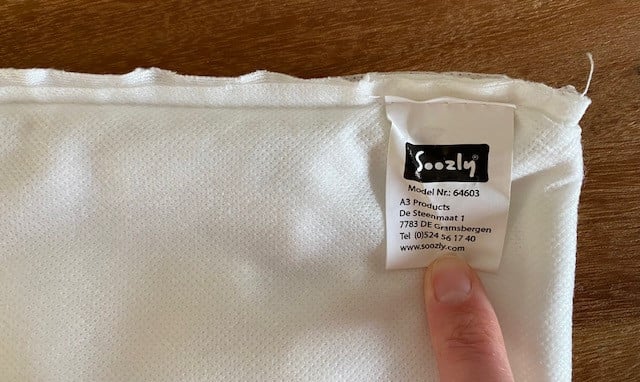 Soozly®
Model Nr.: 64603
A3 Products
De Steenmaat 1
7783 DE Gramsbergen
Tel (0)524 56 17 40
www.soozly.com